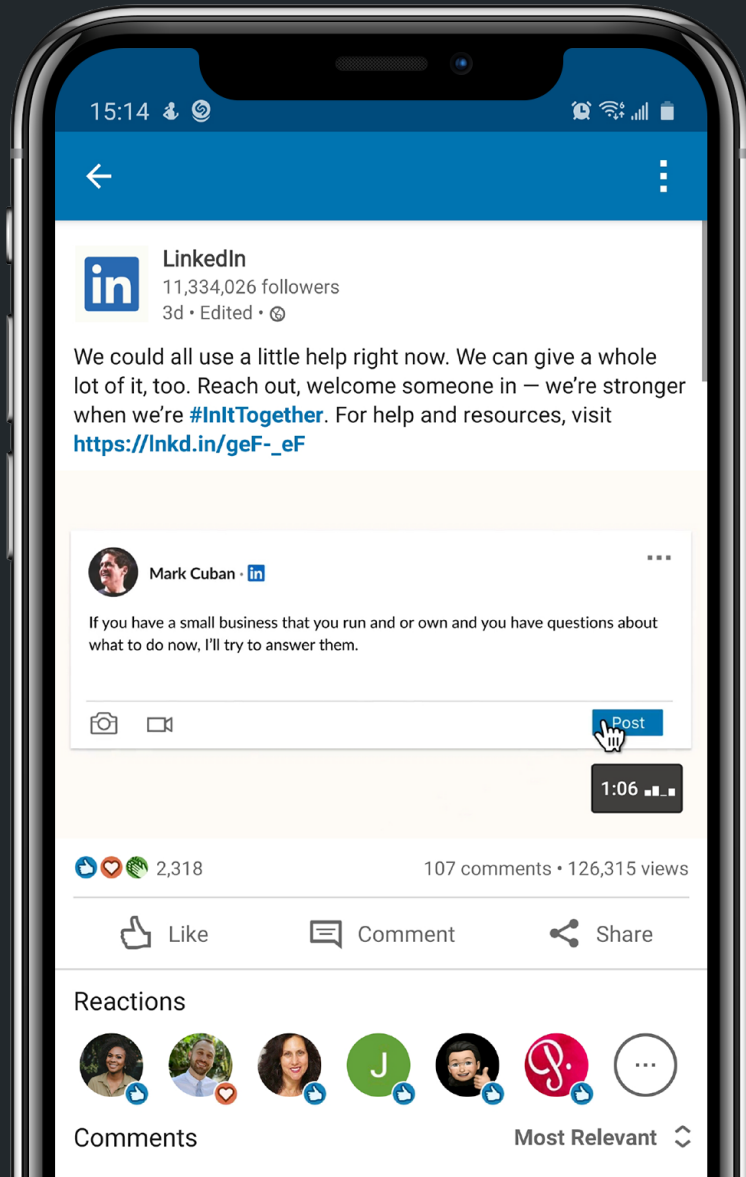 15:14
LinkedIn
11,334,026 followers
3d • Edited •
We could all use a little help right now. We can give a whole
lot of it, too. Reach out, welcome someone in — we're stronger
when we're #InItTogether. For help and resources, visit
https://lnkd.in/geF-_eF
in
Mark Cuban · in
If you have a small business that you run and or own and you have questions about
what to do now, I'll try to answer them.
Post
1:06
2,318
107 comments • 126,315 views
Like
Comment
Share
Reactions
J
P.
Comments
Most Relevant